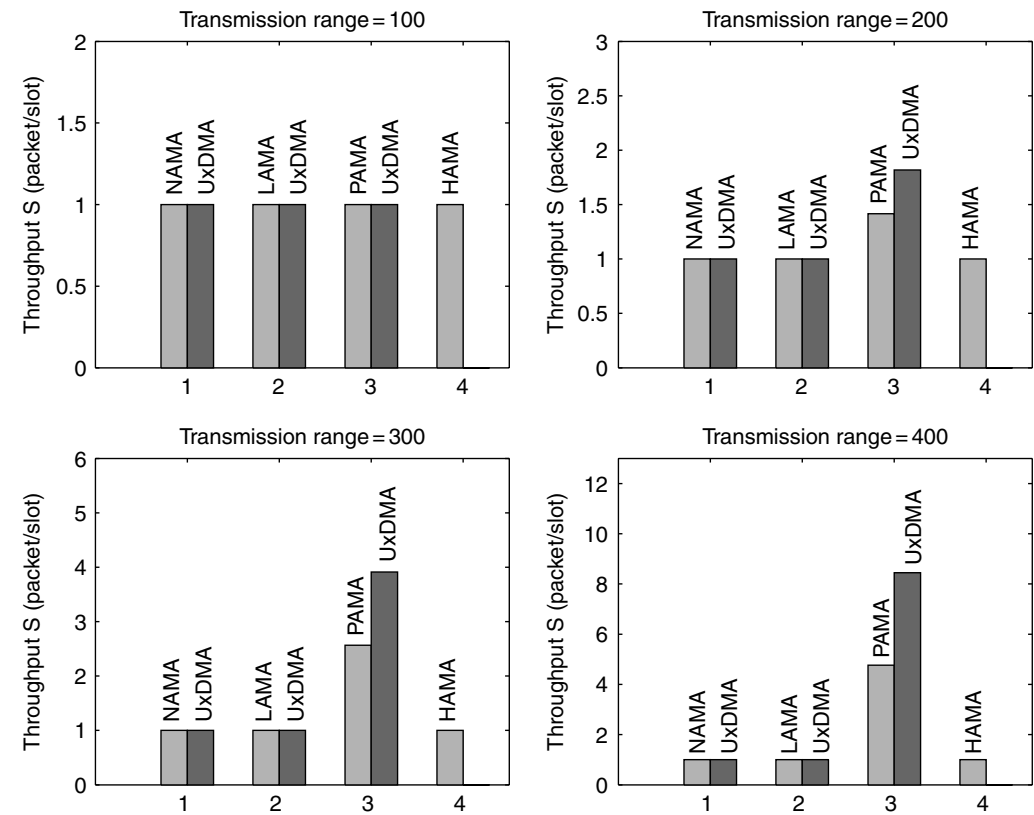 Transmission range = 100
Throughput S (packet/slot)
2
1.5
1
0.5
0
NAMA
UxDMA
LAMA
UxDMA
PAMA
UxDMA
HAMA
1 2 3 4
Transmission range = 200
Throughput S (packet/slot)
3
2.5
2
1.5
1
0.5
0
NAMA
UxDMA
LAMA
UxDMA
PAMA
UxDMA
HAMA
1 2 3 4
Transmission range = 300
Throughput S (packet/slot)
6
5
4
3
2
1
0
NAMA
UxDMA
LAMA
UxDMA
PAMA
UxDMA
HAMA
1 2 3 4
Transmission range = 400
Throughput S (packet/slot)
12
10
8
6
4
2
0
NAMA
UxDMA
LAMA
UxDMA
PAMA
UxDMA
HAMA
1 2 3 4